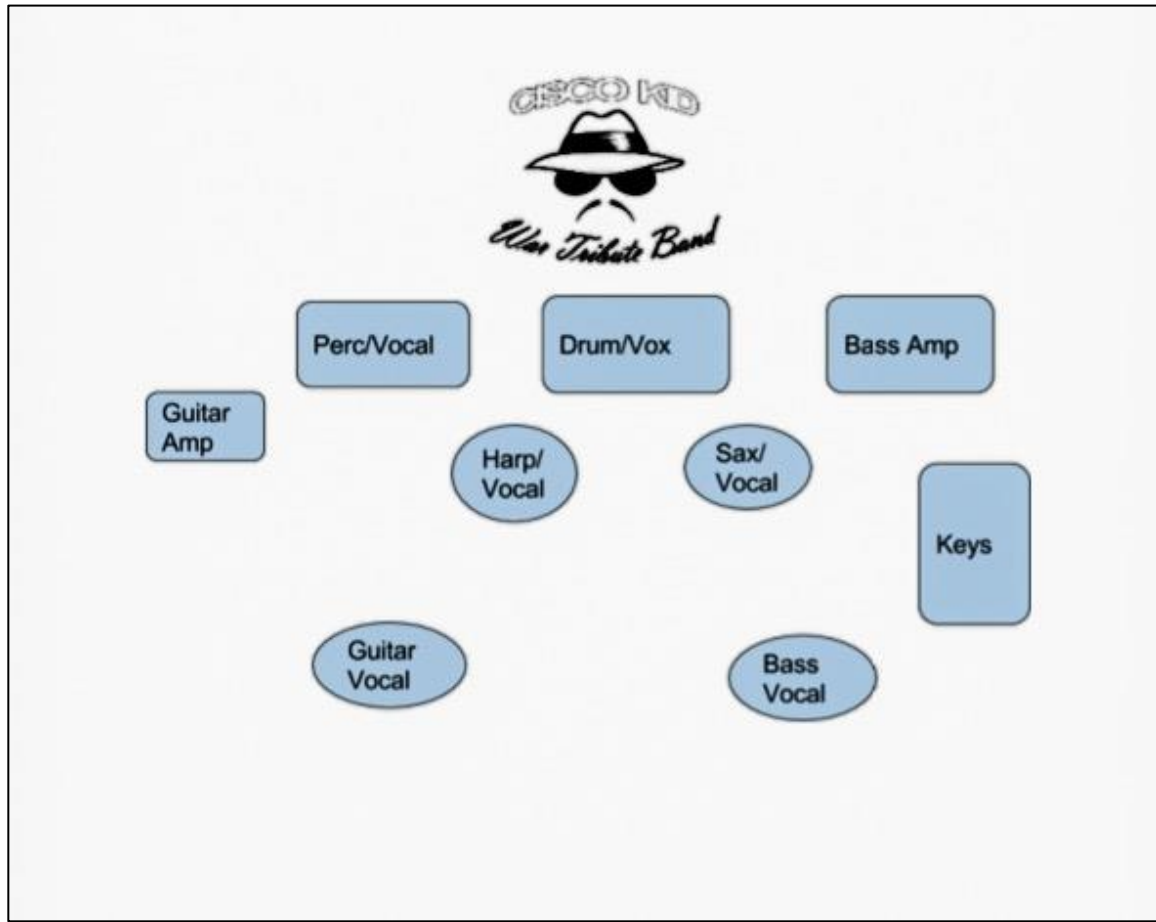 CISCO KID
War Tribute Band
Perc/Vocal
Drum/Vox
Bass Amp
Guitar
Amp
Harp/
Vocal
Sax/
Vocal
Keys
Guitar
Vocal
Bass
Vocal